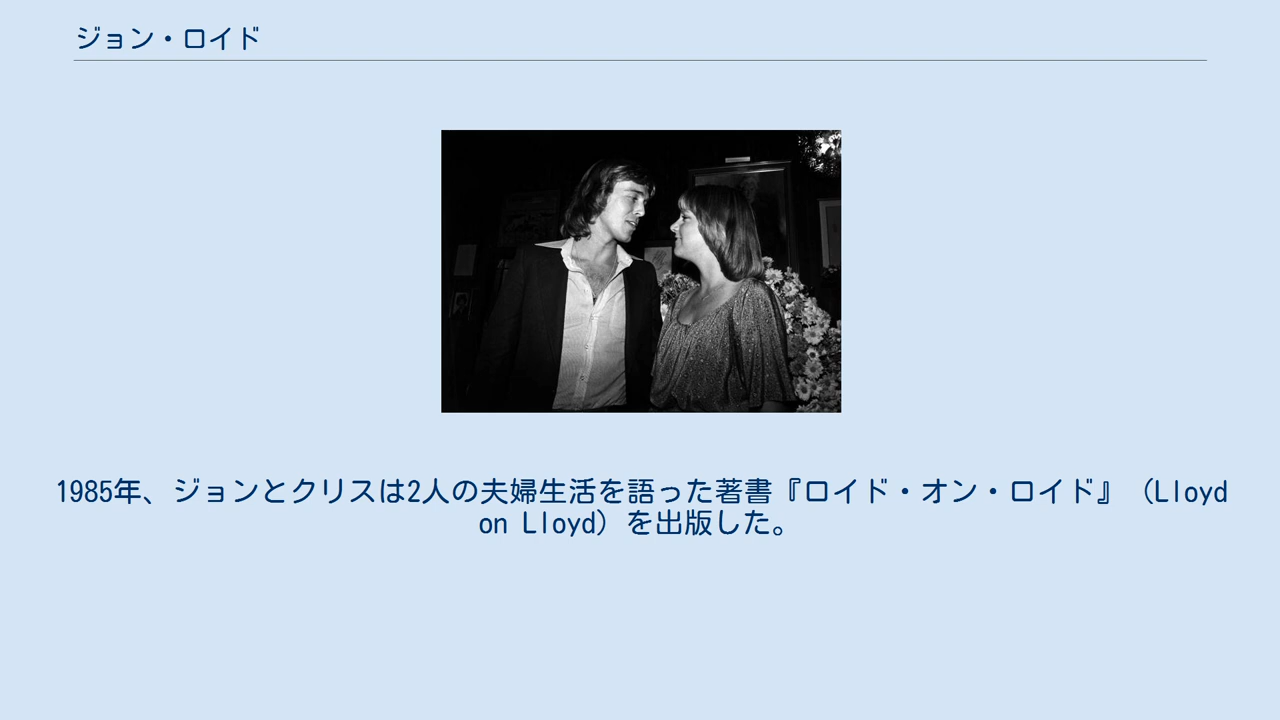 ジョン・ロイド
1985年、ジョンとクリスは2人の夫婦生活を語った著書『ロイド・オン・ロイド』（Lloyd
on Lloyd）を出版した。